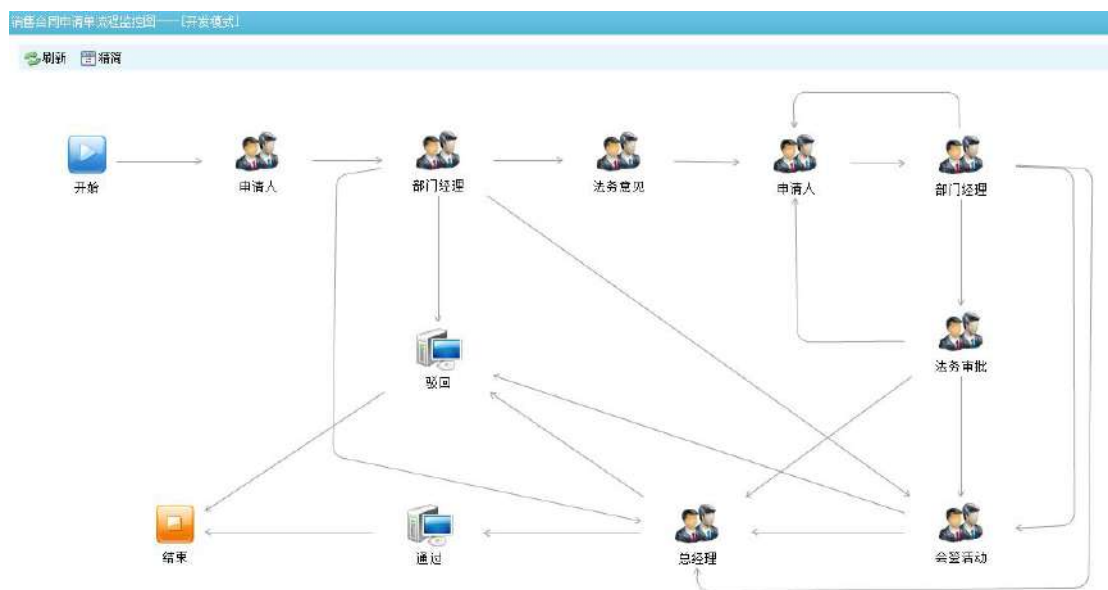 销售合同申请单流程监控图----[开发模式]
刷新 精简
开始
申请人
部门经理
法务意见
申请人
部门经理
驳回
法务审批
结束
通过
总经理
会签活动